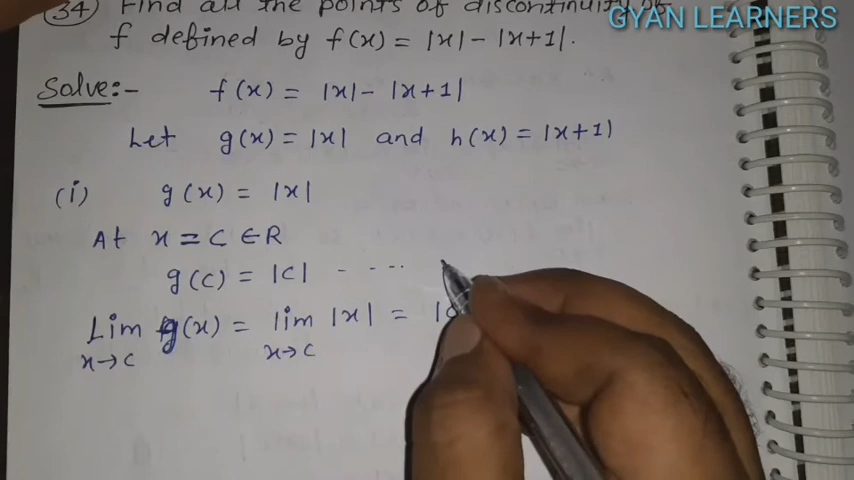 (34) Find all the points of discontinuity of
GYAN LEARNERS
f defined by f(x) = |x| - |x+1|.
Solve:- f(x) = |x| - |x+1|
Let g(x) = |x| and h(x) = |x+1|
(i) g(x) = |x|
At x = C ∈ R
g(c) = |c| - - --
Lim g(x) = lim |x| = |c
x→c x→c